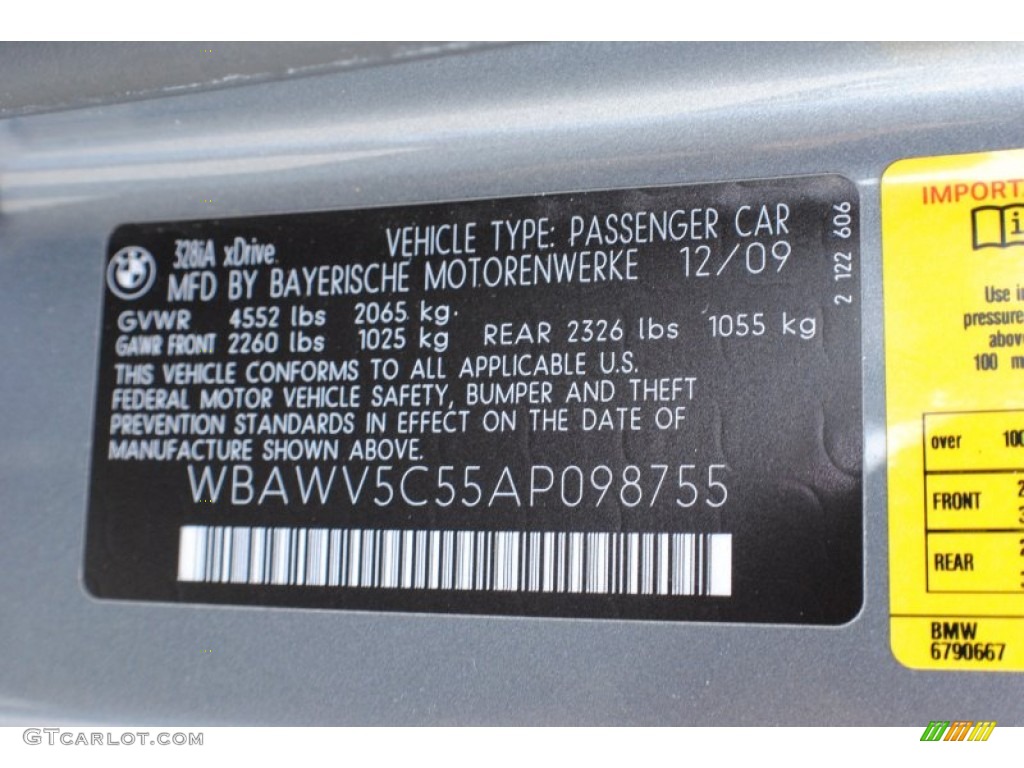 VEHICLE TYPE: PASSENGER CAR
328iA xDrive
MFD BY BAYERISCHE MOTORENWERKE 12/09
GVWR 4552 lbs 2065 kg
GAWR FRONT 2260 lbs 1025 kg REAR 2326 lbs 1055 kg
THIS VEHICLE CONFORMS TO ALL APPLICABLE U.S.
FEDERAL MOTOR VEHICLE SAFETY, BUMPER AND THEFT
PREVENTION STANDARDS IN EFFECT ON THE DATE OF
MANUFACTURE SHOWN ABOVE.
WBAWV5C55AP098755
2 122 606
IMPORTA
Use
pressure
above
100
over 100
FRONT
REAR
BMW
6790667
GTCARLOT.COM